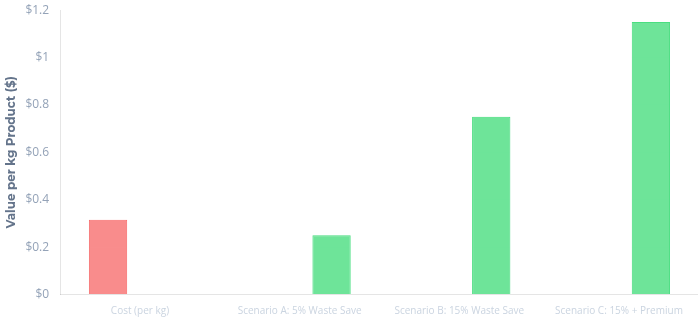 $1.2
$1
$0.8
$0.6
$0.4
$0.2
$0
Value per kg Product ($)
Cost (per kg)
Scenario A: 5% Waste Save
Scenario B: 15% Waste Save
Scenario C: 15% + Premium